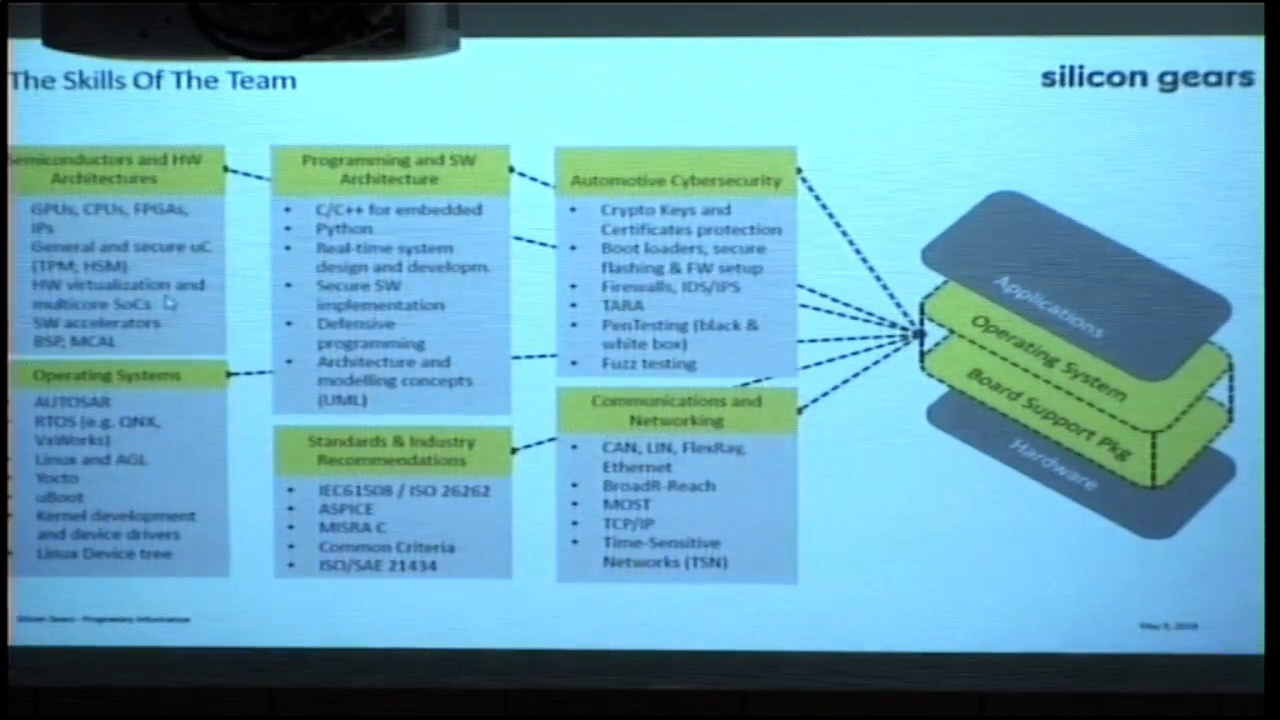 The Skills Of The Team
silicon gears
Semiconductors and HW
Architectures
GPUs, CPUs, FPGAs,
IPs
General and secure uC
(TPM, HSM)
HW virtualization and
multicore SoCs
SW accelerators
BSP, MCAL
Operating Systems
AUTOSAR
RTOS (e.g. QNX,
VxWorks)
Linux and AGL
Yocto
uBoot
Kernel development
and device drivers
Linux Device tree
Programming and SW
Architecture
• C/C++ for embedded
• Python
• Real-time system
design and developm.
• Secure SW
implementation
• Defensive
programming
• Architecture and
modelling concepts
(UML)
Standards & Industry
Recommendations
• IEC61508 / ISO 26262
• ASPICE
• MISRA C
• Common Criteria
• ISO/SAE 21434
Automotive Cybersecurity
• Crypto Keys and
Certificates protection
• Boot loaders, secure
flashing & FW setup
• Firewalls, IDS/IPS
• TARA
• PenTesting (black &
white box)
• Fuzz testing
Communications and
Networking
• CAN, LIN, FlexRay,
Ethernet
• BroadR-Reach
• MOST
• TCP/IP
• Time-Sensitive
Networks (TSN)
Applications
Operating System
Board Support Pkg
Hardware
Silicon Gears - Proprietary Information